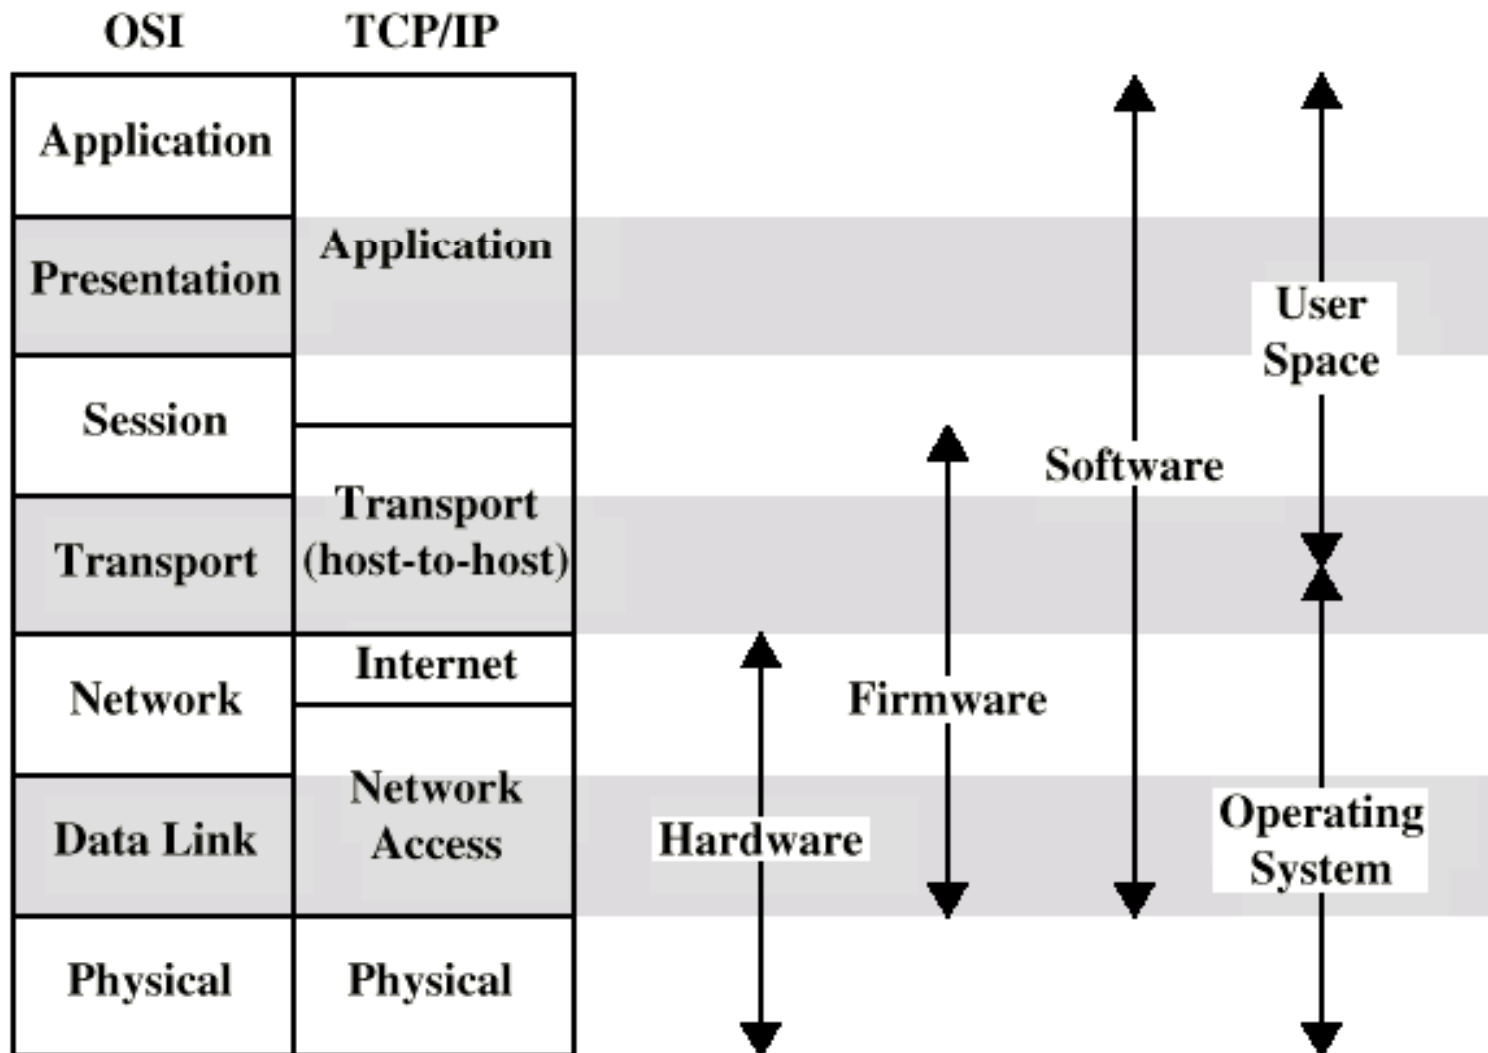 OSI
TCP/IP
Application
Presentation
Session
Transport
Network
Data Link
Physical
Application
Transport
(host-to-host)
Internet
Network
Access
Physical
Hardware
Firmware
Software
User
Space
Operating
System